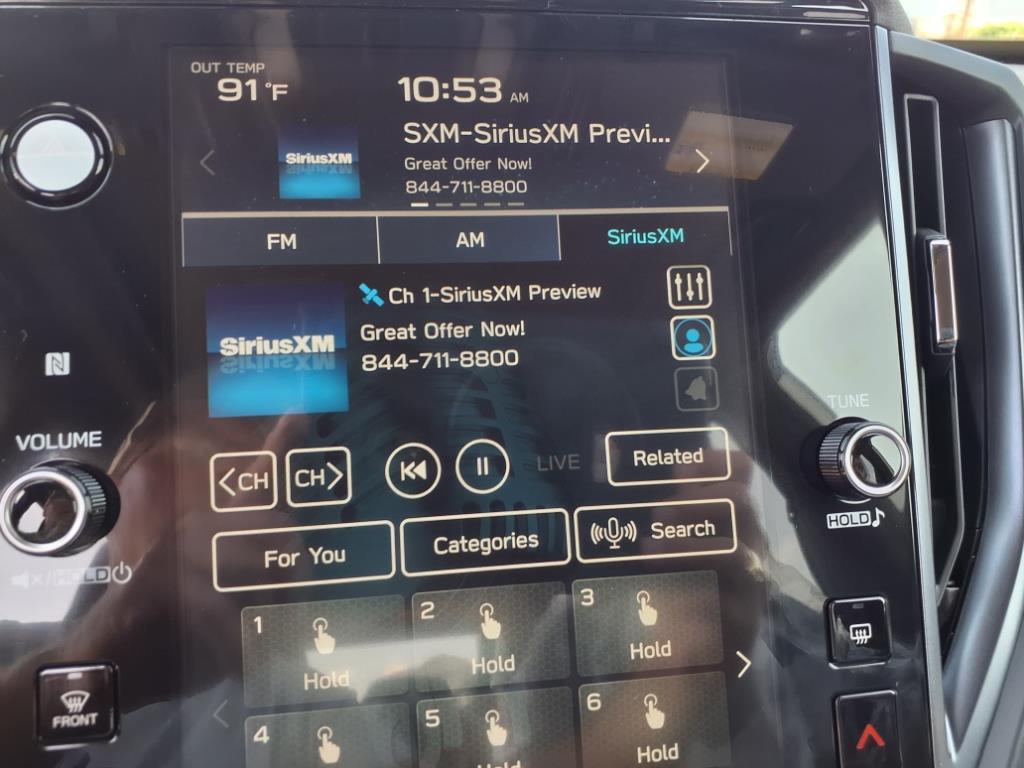 OUT TEMP
91°F
10:53 AM
SXM-SiriusXM Previ...
SiriusXM
Great Offer Now!
844-711-8800
FM
AM
SiriusXM
Ch 1-SiriusXM Preview
SiriusXM
Great Offer Now!
844-711-8800
VOLUME
TUNE
<CH
CH>
LIVE
Related
HOLD
For You
Categories
Search
/HOLD
1
Hold
2
Hold
3
Hold
FRONT
4
5
Hold
6
Hold